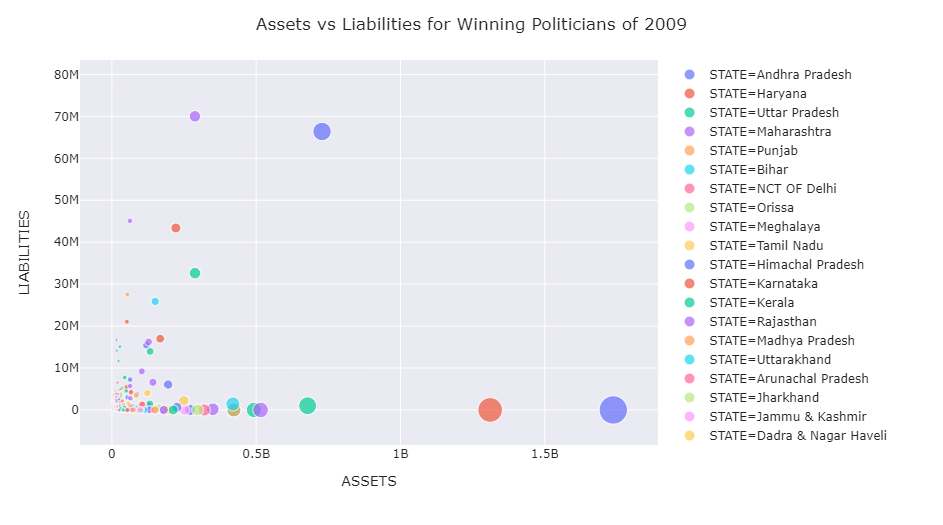 Assets vs Liabilities for Winning Politicians of 2009
80M
70M
60M
50M
40M
30M
20M
10M
0
LIABILITIES
0
0.5B
1B
1.5B
ASSETS
STATE=Andhra Pradesh
STATE=Haryana
STATE=Uttar Pradesh
STATE=Maharashtra
STATE=Punjab
STATE=Bihar
STATE=NCT OF Delhi
STATE=Orissa
STATE=Meghalaya
STATE=Tamil Nadu
STATE=Himachal Pradesh
STATE=Karnataka
STATE=Kerala
STATE=Rajasthan
STATE=Madhya Pradesh
STATE=Uttarakhand
STATE=Arunachal Pradesh
STATE=Jharkhand
STATE=Jammu & Kashmir
STATE=Dadra & Nagar Haveli